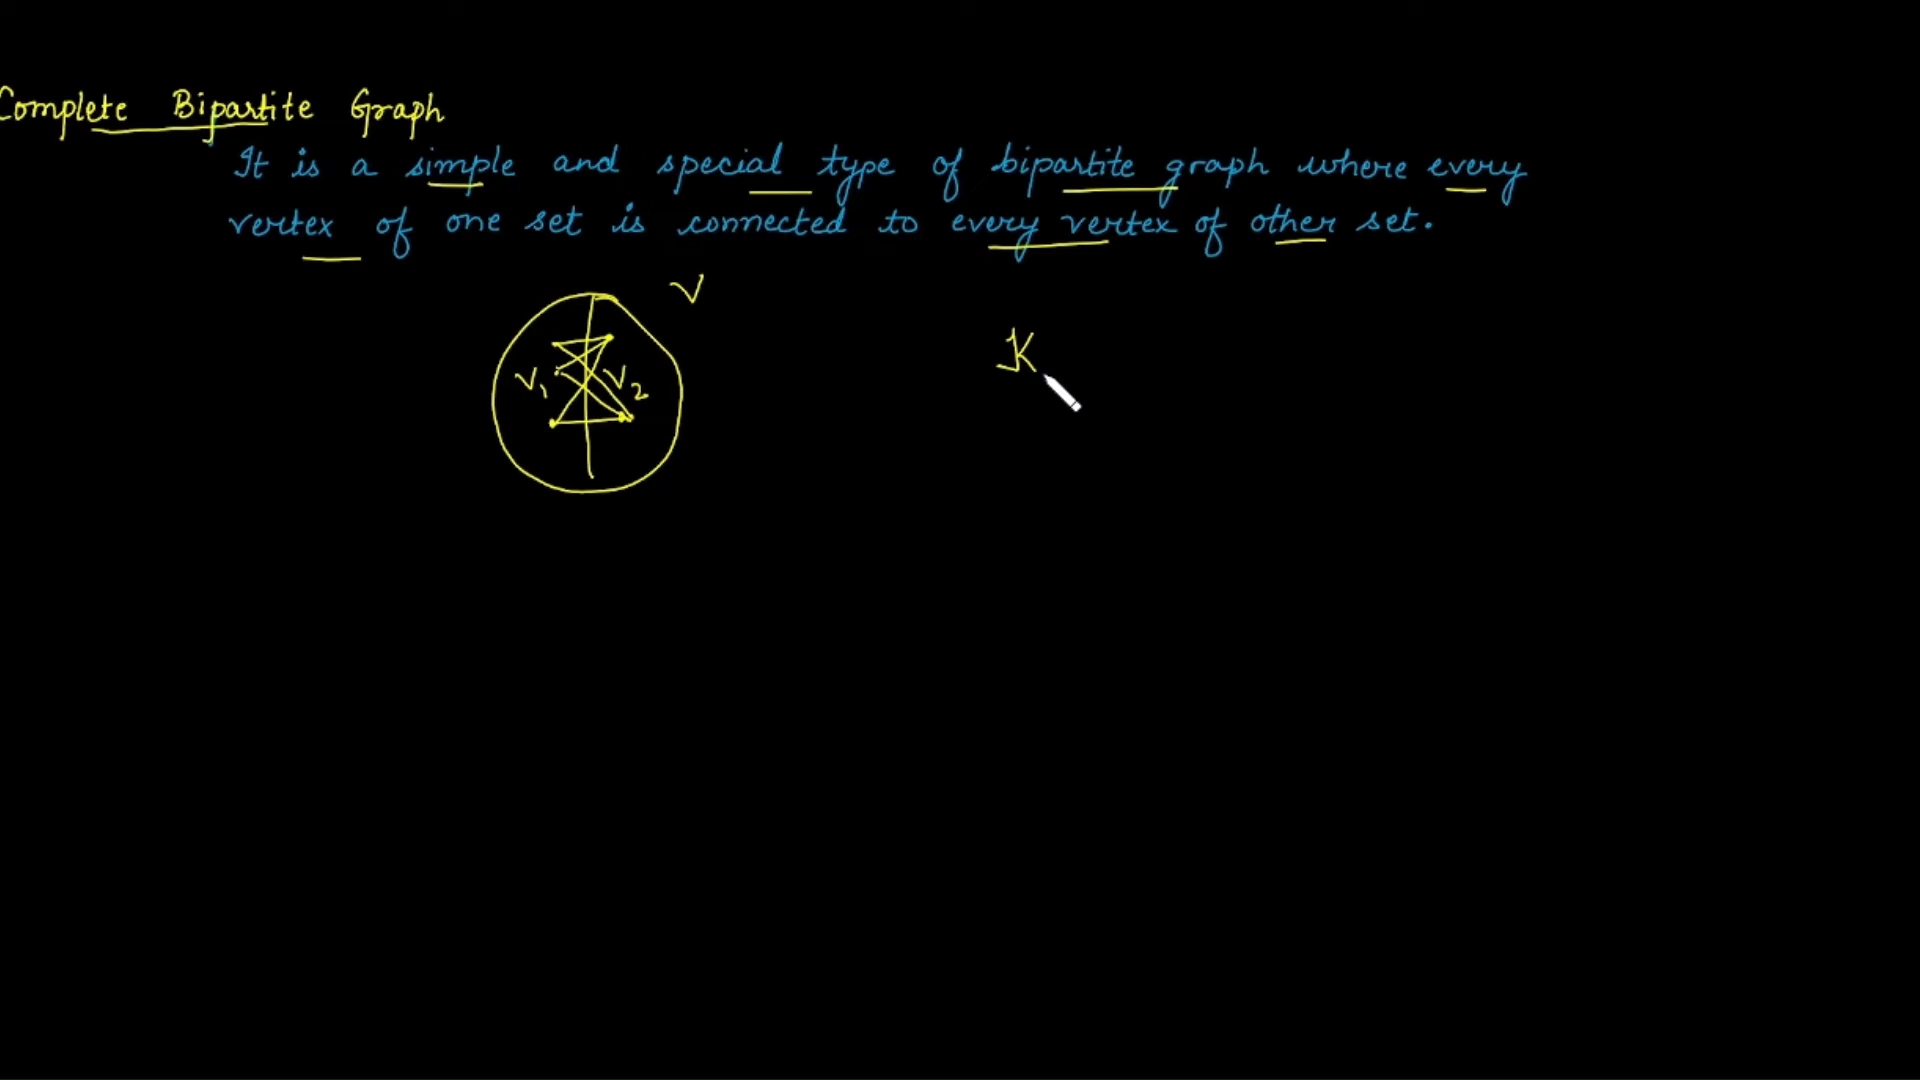 Complete Bipartite Graph
It is a simple and special type of bipartite graph where every
vertex of one set is connected to every vertex of other set.
V
K
V1 V2